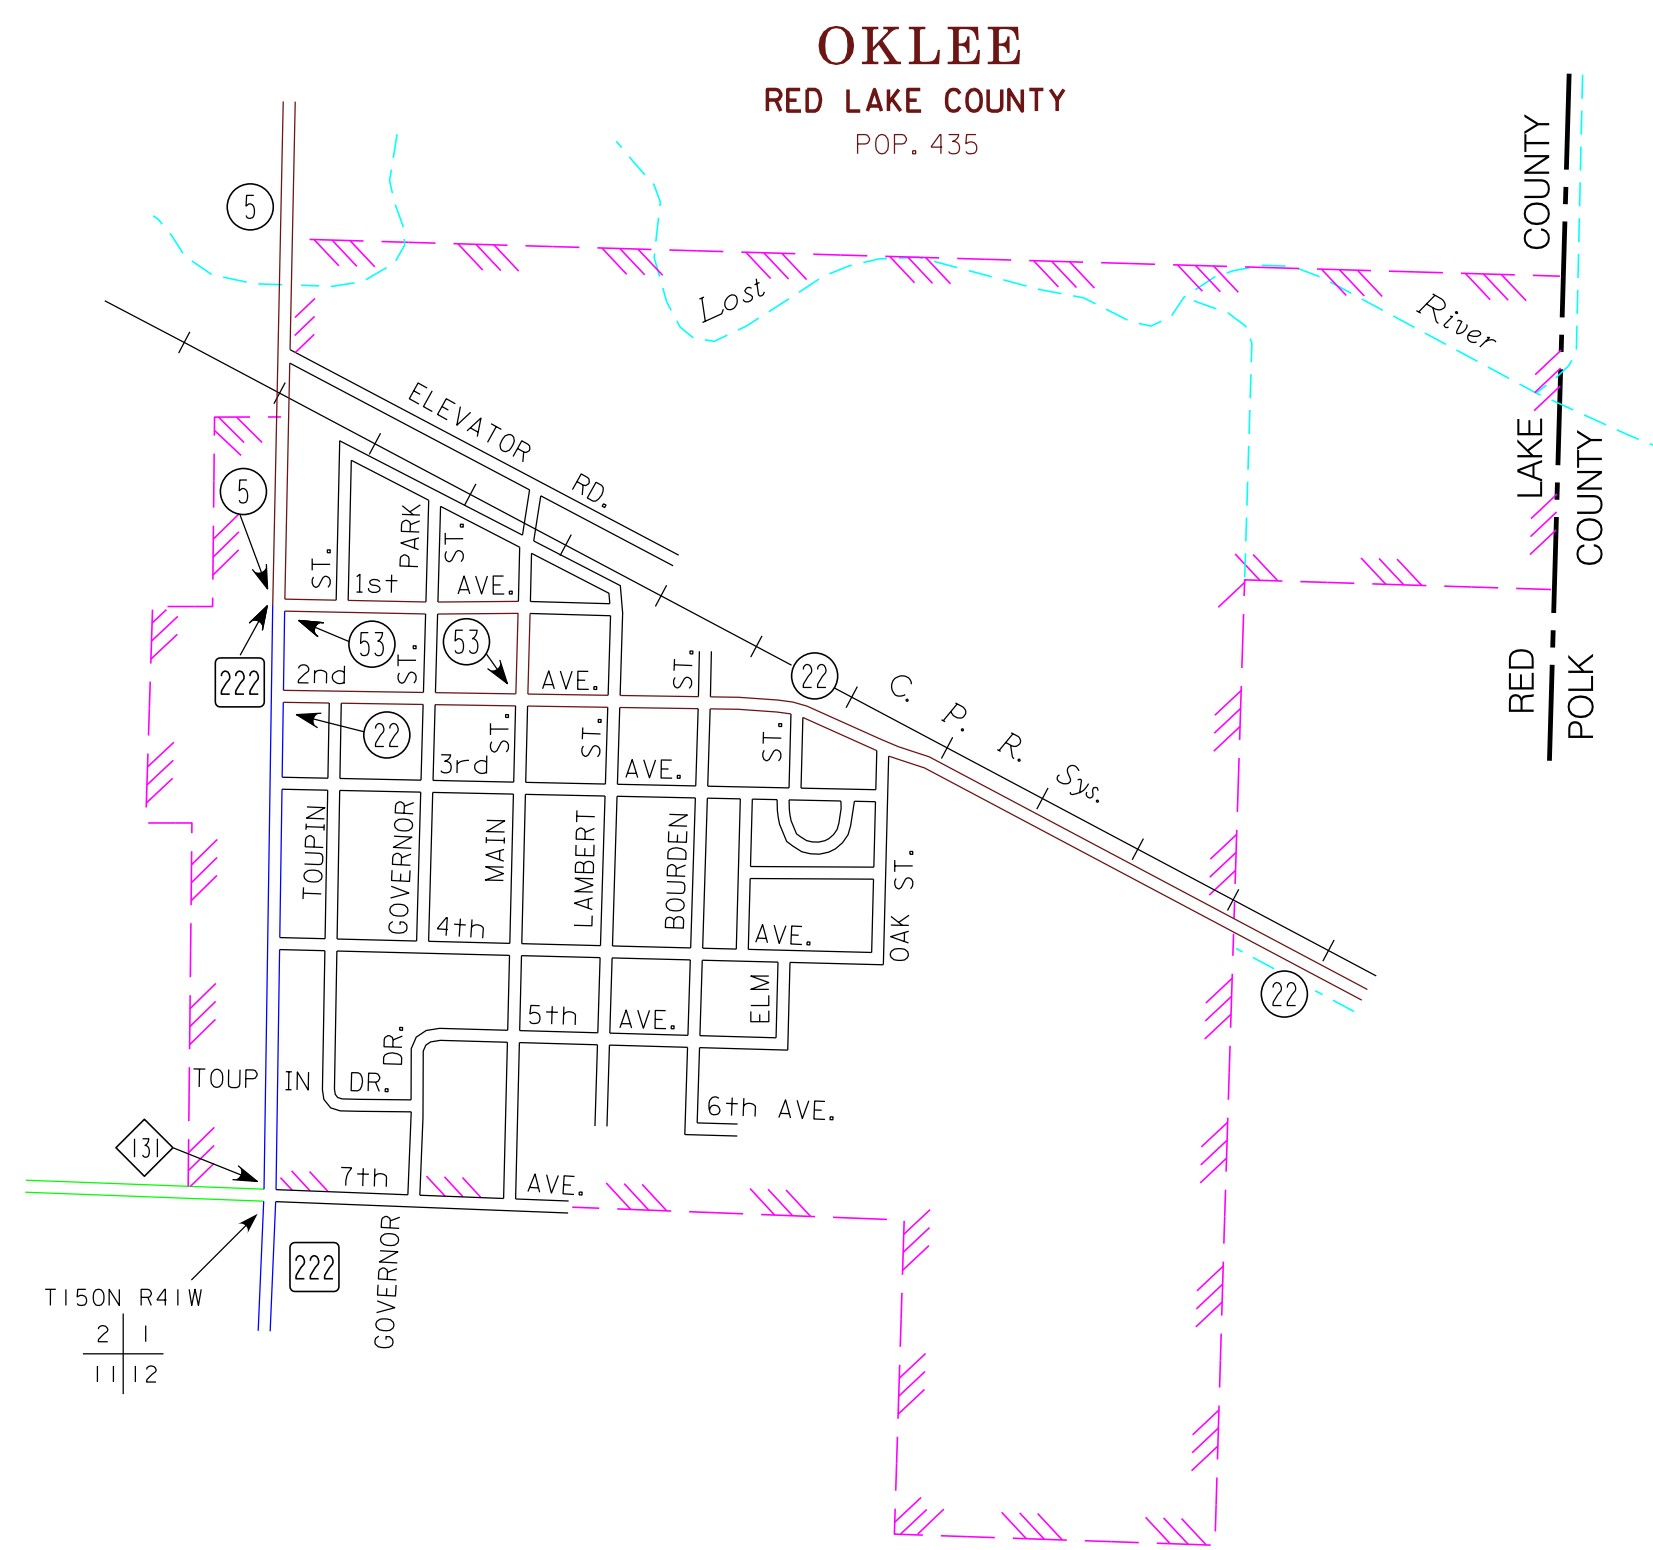 OKLEE
RED LAKE COUNTY
POP. 435
COUNTY
5
Lost
River
ELEVATOR RD.
LAKE
COUNTY
5
PARK ST.
ST.
1st AVE.
53
53
222
2nd AVE.
ST.
ST.
22
C. P. R. Sys.
RED
POLK
22
3rd AVE.
ST.
ST.
ST.
TOUPIN
GOVERNOR
MAIN
LAMBERT
BOURDEN
OAK ST.
4th AVE.
ELM
22
5th AVE.
DR.
TOUPIN DR.
6th AVE.
131
7th AVE.
GOVERNOR
222
T150N R41W
2 1
11 12